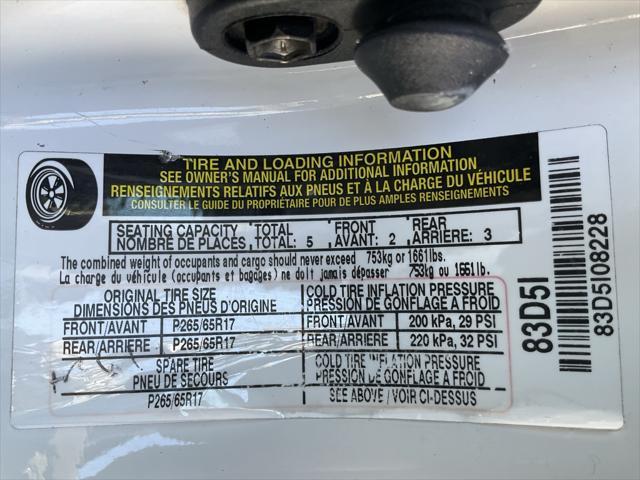 TIRE AND LOADING INFORMATION
SEE OWNER'S MANUAL FOR ADDITIONAL INFORMATION
RENSEIGNEMENTS RELATIFS AUX PNEUS ET À LA CHARGE DU VÉHICULE
CONSULTER LE GUIDE DU PROPRIÉTAIRE POUR DE PLUS AMPLES RENSEIGNEMENTS
SEATING CAPACITY TOTAL FRONT REAR
NOMBRE DE PLACES TOTAL: 5 AVANT: 2 ARRIÈRE: 3
The combined weight of occupants and cargo should never exceed 753kg or 1661lbs.
La charge du véhicule (occupants et bagages) ne doit jamais dépasser 753kg ou 1661lb.
ORIGINAL TIRE SIZE COLD TIRE INFLATION PRESSURE
DIMENSIONS DES PNEUS D'ORIGINE PRESSION DE GONFLAGE À FROID
FRONT/AVANT P265/65R17 FRONT/AVANT 200 kPa, 29 PSI
REAR/ARRIERE P265/65R17 REAR/ARRIERE 220 kPa, 32 PSI
SPARE TIRE COLD TIRE INFLATION PRESSURE
PNEU DE SECOURS PRESSION DE GONFLAGE À FROID
P265/65R17 SEE ABOVE / VOIR CI-DESSUS
83D5I
83D5I08228